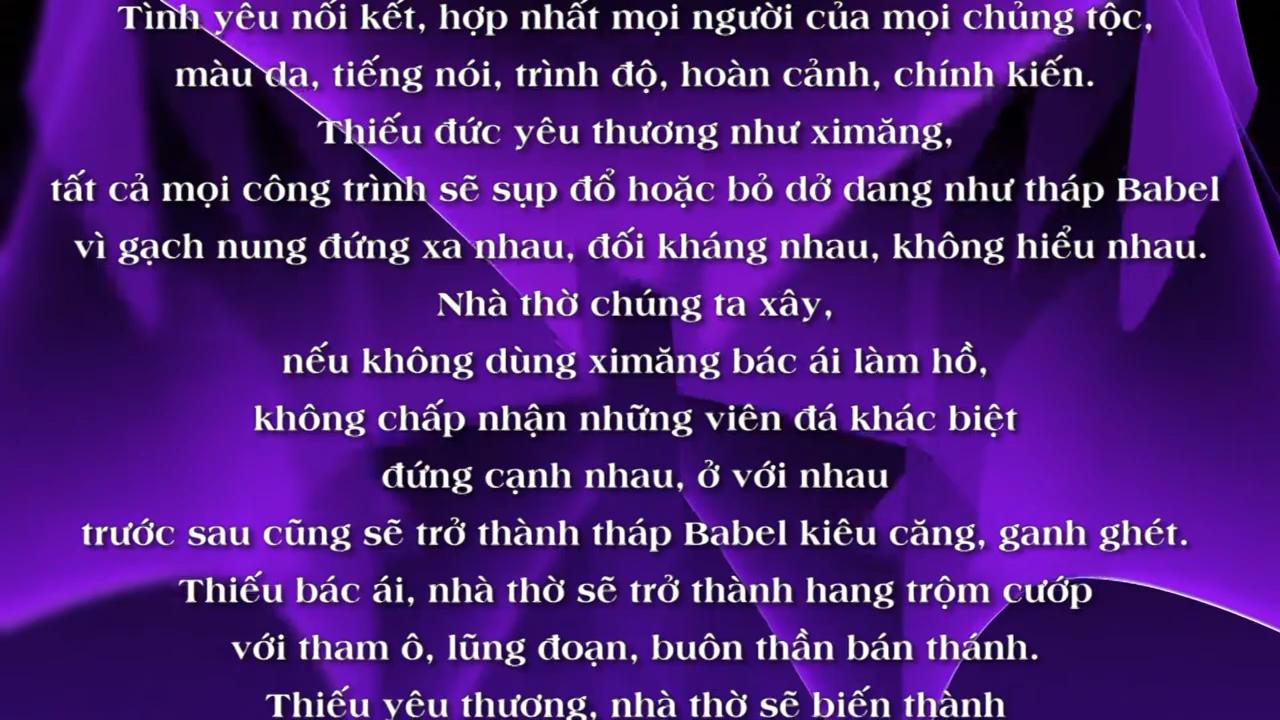 Tình yêu nối kết, hợp nhất mọi người của mọi chủng tộc,
màu da, tiếng nói, trình độ, hoàn cảnh, chính kiến.
Thiếu đức yêu thương như ximăng,
tất cả mọi công trình sẽ sụp đổ hoặc bỏ dở dang như tháp Babel
vì gạch nung đứng xa nhau, đối kháng nhau, không hiểu nhau.
Nhà thờ chúng ta xây,
nếu không dùng ximăng bác ái làm hồ,
không chấp nhận những viên đá khác biệt
đứng cạnh nhau, ở với nhau
trước sau cũng sẽ trở thành tháp Babel kiêu căng, ganh ghét.
Thiếu bác ái, nhà thờ sẽ trở thành hang trộm cướp
với tham ô, lũng đoạn, buôn thần bán thánh.
Thiếu yêu thương, nhà thờ sẽ biến thành